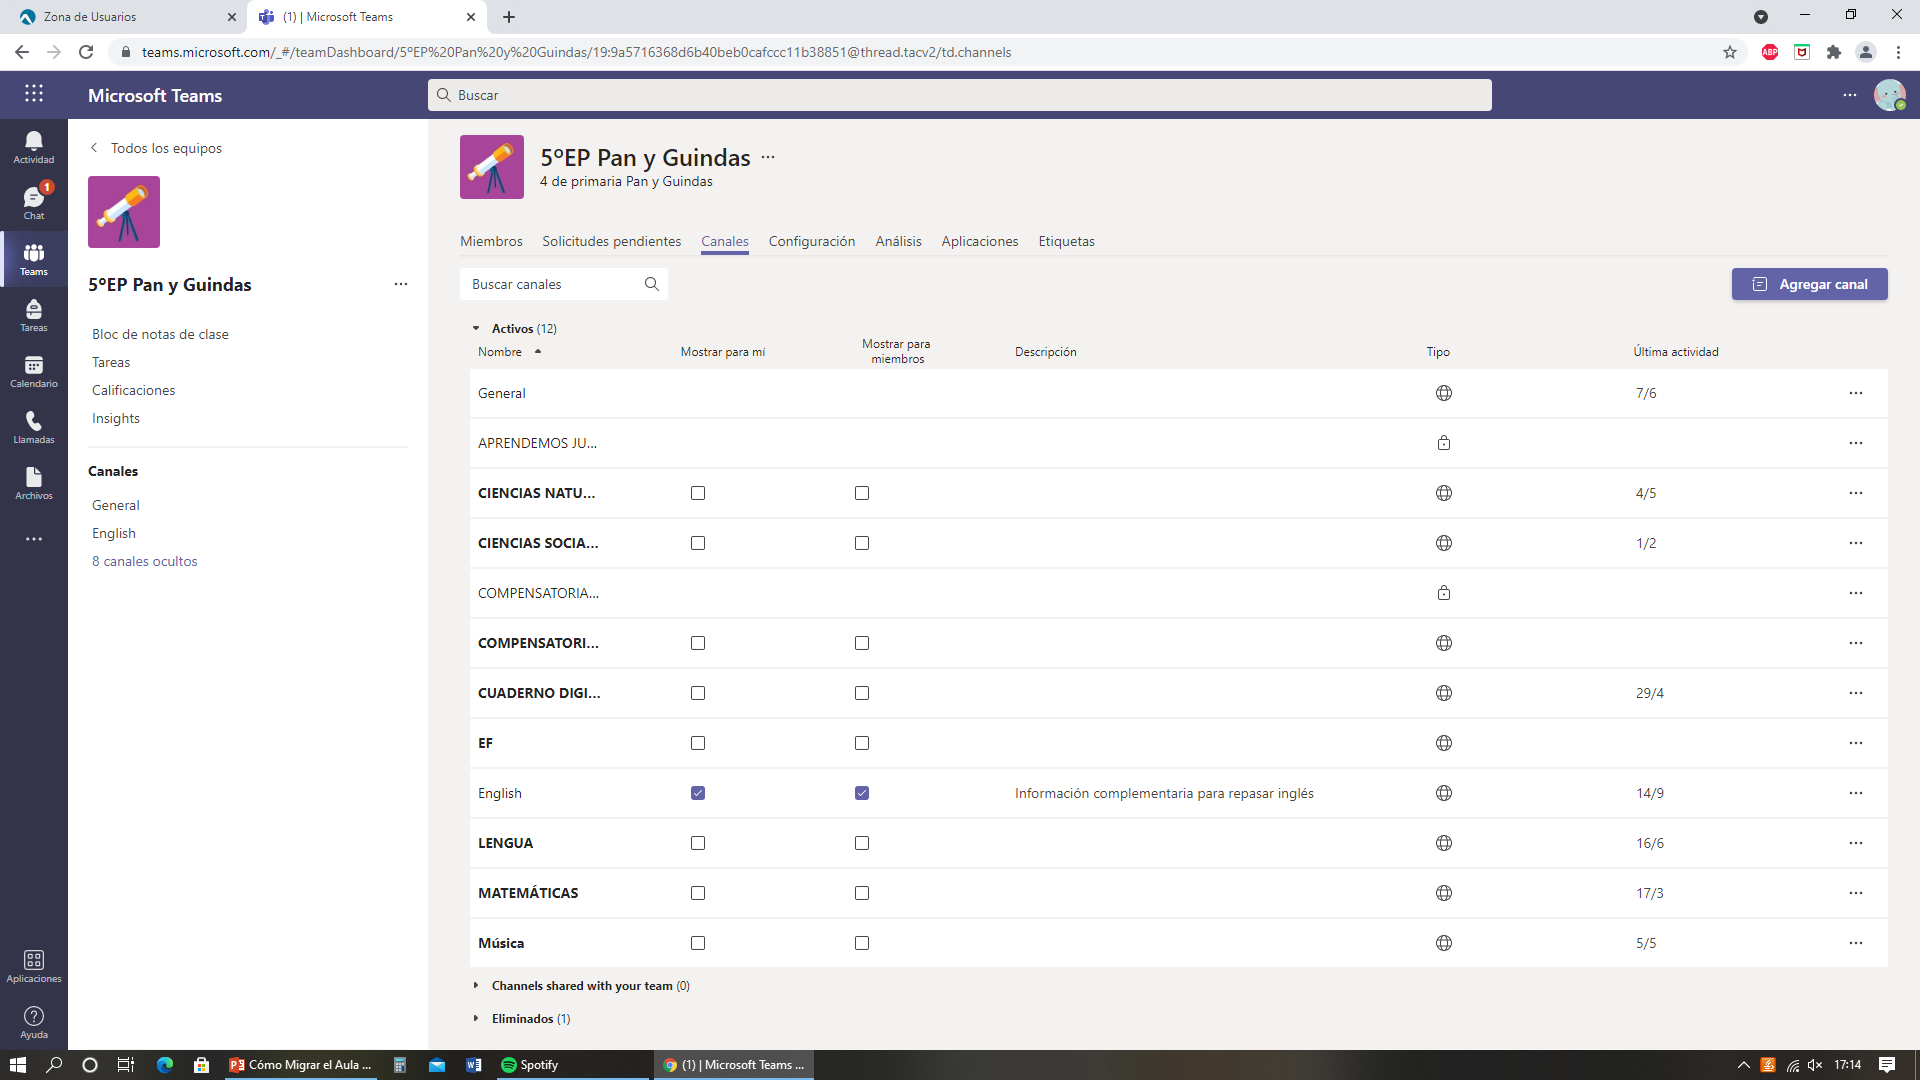 Zona de Usuarios
(1) | Microsoft Teams
teams.microsoft.com/_#/teamDashboard/5ºEP%20Pan%20y%20Guindas/19:9a5716368d6b40beb0cafccc11b38851@thread.tacv2/td.channels
ABP
Microsoft Teams
Buscar
Actividad
1
Chat
Teams
Tareas
Calendario
Llamadas
Archivos
Aplicaciones
Ayuda
Todos los equipos
5ºEP Pan y Guindas
Bloc de notas de clase
Tareas
Calificaciones
Insights
Canales
General
English
8 canales ocultos
5ºEP Pan y Guindas
4 de primaria Pan y Guindas
Miembros Solicitudes pendientes Canales Configuración Análisis Aplicaciones Etiquetas
Buscar canales
Agregar canal
Activos (12)
Nombre Mostrar para mí Mostrar para miembros Descripción Tipo Última actividad
General 7/6
APRENDEMOS JU...
CIENCIAS NATU... 4/5
CIENCIAS SOCIA... 1/2
COMPENSATORIA...
COMPENSATORI...
CUADERNO DIGI... 29/4
EF
English Información complementaria para repasar inglés 14/9
LENGUA 16/6
MATEMÁTICAS 17/3
Música 5/5
Channels shared with your team (0)
Eliminados (1)
Cómo Migrar el Aula ...
Spotify
(1) | Microsoft Teams ...
17:14